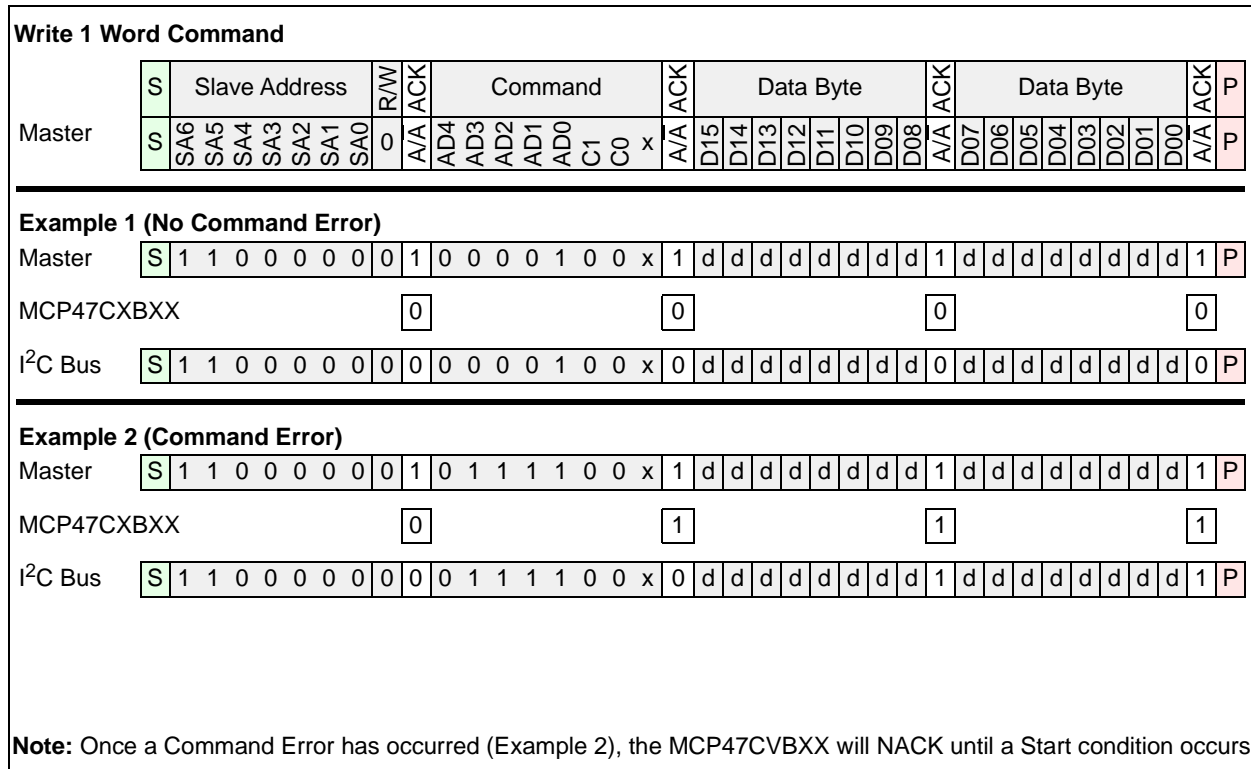 Write 1 Word Command
S Slave Address R/W ACK Command ACK Data Byte ACK Data Byte ACK P
Master S SA6 SA5 SA4 SA3 SA2 SA1 SA0 0 A/A AD4 AD3 AD2 AD1 AD0 C1 C0 x A/A D15 D14 D13 D12 D11 D10 D09 D08 A/A D07 D06 D05 D04 D03 D02 D01 D00 A/A P
Example 1 (No Command Error)
Master S 1 1 0 0 0 0 0 0 1 0 0 0 0 1 0 0 x 1 d d d d d d d d 1 d d d d d d d d 1 P
MCP47CXBXX 0 0 0 0
I2C Bus S 1 1 0 0 0 0 0 0 0 0 0 0 0 1 0 0 x 0 d d d d d d d d 0 d d d d d d d d 0 P
Example 2 (Command Error)
Master S 1 1 0 0 0 0 0 0 1 0 1 1 1 1 0 0 x 1 d d d d d d d d 1 d d d d d d d d 1 P
MCP47CXBXX 0 1 1 1
I2C Bus S 1 1 0 0 0 0 0 0 0 0 1 1 1 1 0 0 x 0 d d d d d d d d 1 d d d d d d d d 1 P
Note: Once a Command Error has occurred (Example 2), the MCP47CVBXX will NACK until a Start condition occurs